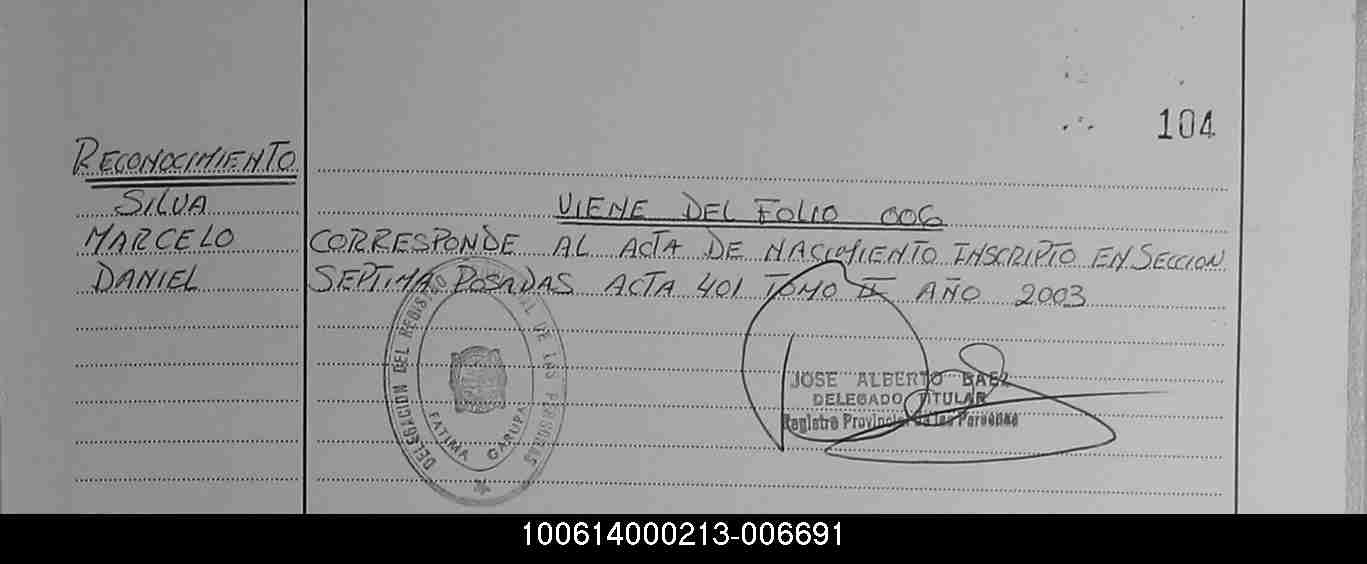 104
RECONOCIMIENTO
SILVA
MARCELO
DANIEL
VIENE DEL FOLIO 006
CORRESPONDE AL ACTA DE NACIMIENTO INSCRIPTO EN SECCION
SEPTIMA POSADAS ACTA 401 TOMO II AÑO 2003
DELEGACION DEL REGISTRO DE LAS PERSONAS
FATIMA GARUPA
JOSE ALBERTO BAEZ
DELEGADO TITULAR
Registro Provincial de las Personas
100614000213-006691